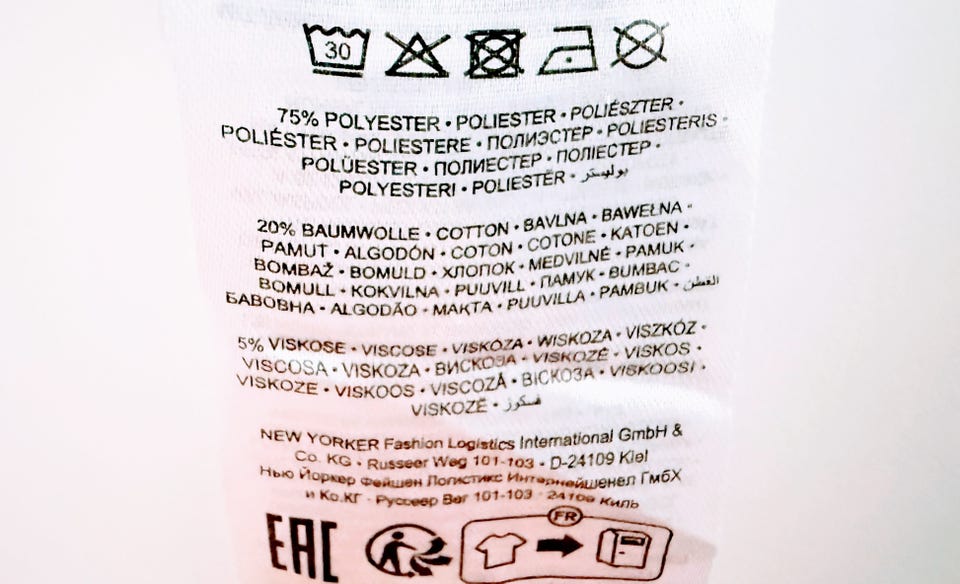 30
75% POLYESTER • POLIESTER • POLIÉSZTER •
POLIÉSTER • POLIESTERE • ПОЛИЭСТЕР • POLIESTERIS •
POLÜESTER • ПОЛИЕСТЕР • ПОЛІЕСТЕР •
POLYESTERI • POLIESTĒR • بوليستر
20% BAUMWOLLE • COTTON • BAVLNA • BAWEŁNA •
PAMUT • ALGODÓN • COTON • COTONE • KATOEN •
BOMBAŽ • BOMULD • ХЛОПОК • MEDVILNĖ • PAMUK •
BOMULL • KOKVILNA • PUUVILL • ПАМУК • BUMBAC •
БАВОВНА • ALGODÃO • МАКТА • PUUVILLA • PAMBUK • القطن
5% VISKOSE • VISCOSE • VISKÓZA • WISKOZA • VISZKÓZ •
VISCOSA • VISKOZA • ВИСКОЗА • VISKOZĖ • VISKOS •
VISKOZE • VISKOOS • VISCOZĂ • ВІСКОЗА • VISKOOSI •
VISKOZË • فسكوز
NEW YORKER Fashion Logistics International GmbH &
Co. KG • Russeer Weg 101-103 • D-24109 Kiel
Нью Йоркер Фейшен Логистикс Интернейшенел ГмбХ
и Ко.КГ · Руссеер Вег 101-103 · 24109 Киль
EAC
FR